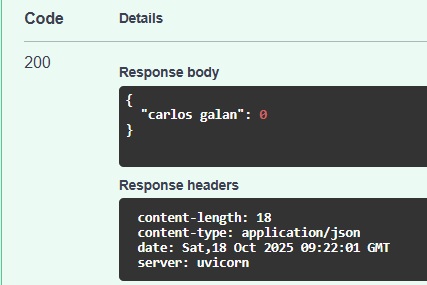 Code Details
200
Response body
{
"carlos galan": 0
}
Response headers
content-length: 18
content-type: application/json
date: Sat,18 Oct 2025 09:22:01 GMT
server: uvicorn